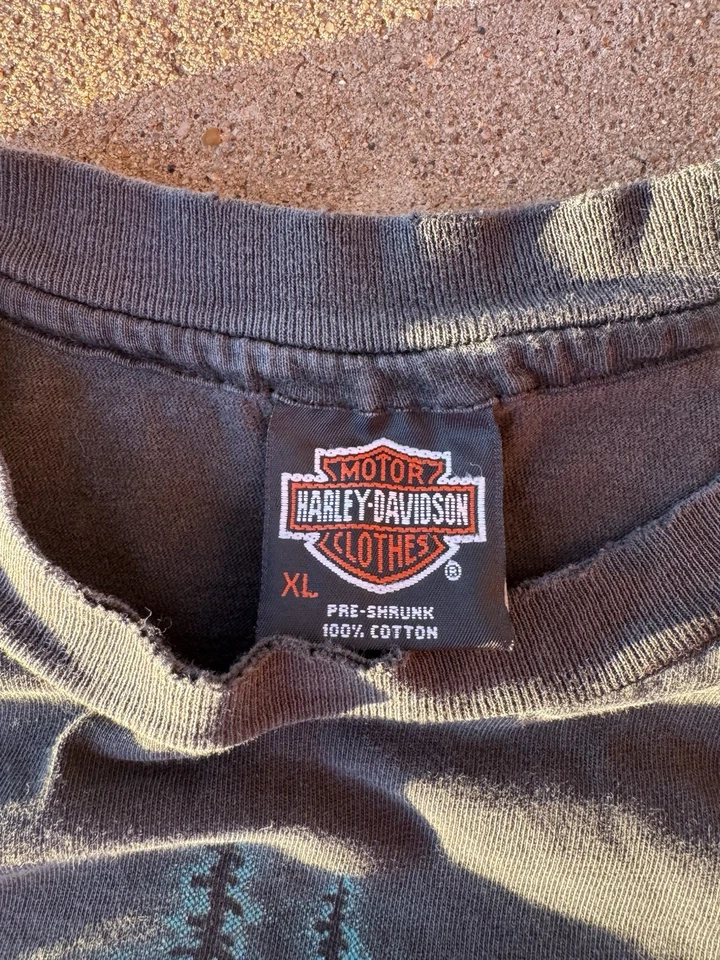 MOTOR
HARLEY-DAVIDSON
CLOTHES
®
XL
PRE-SHRUNK
100% COTTON